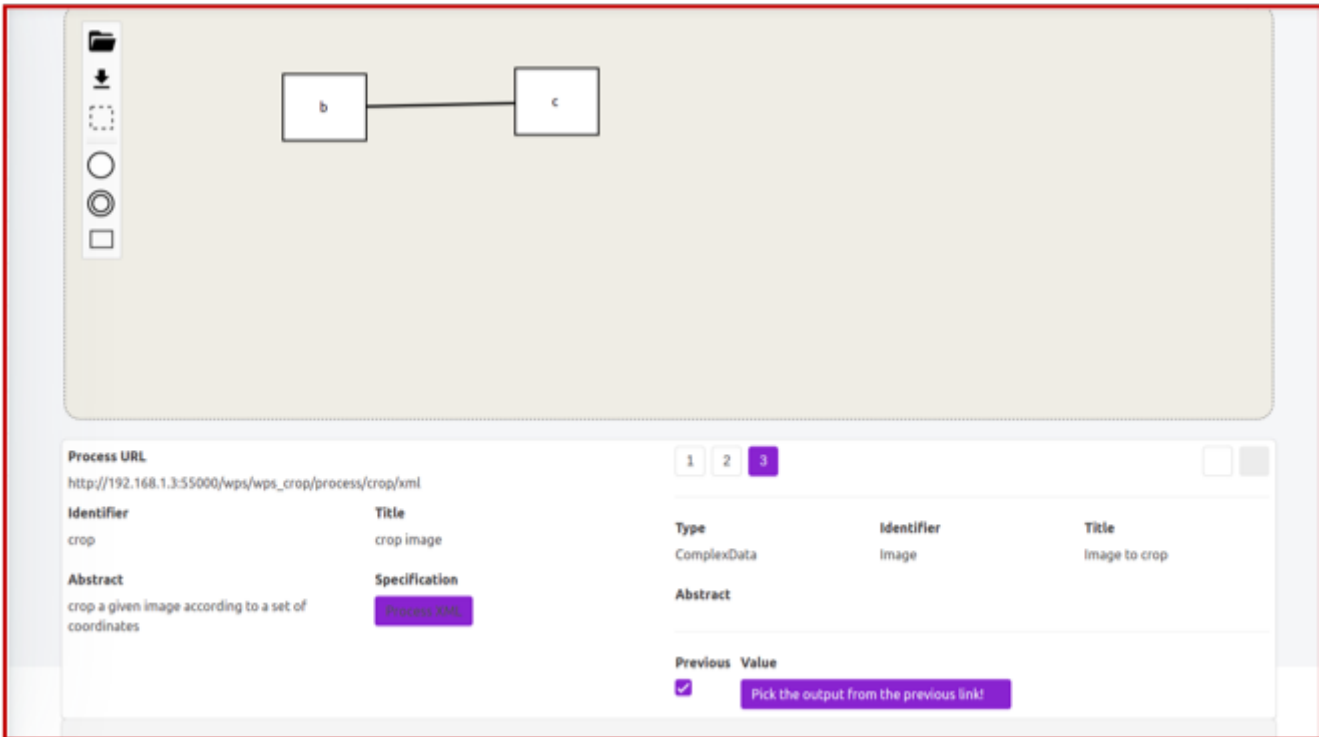 b
c
Process URL
http://192.168.1.3:55000/wps/wps_crop/process/crop/xml
Identifier
Title
crop
crop image
Abstract
Specification
crop a given image according to a set of
coordinates
Process XML
1 2 3
Type
Identifier
Title
ComplexData
Image
Image to crop
Abstract
Previous Value
Pick the output from the previous link!